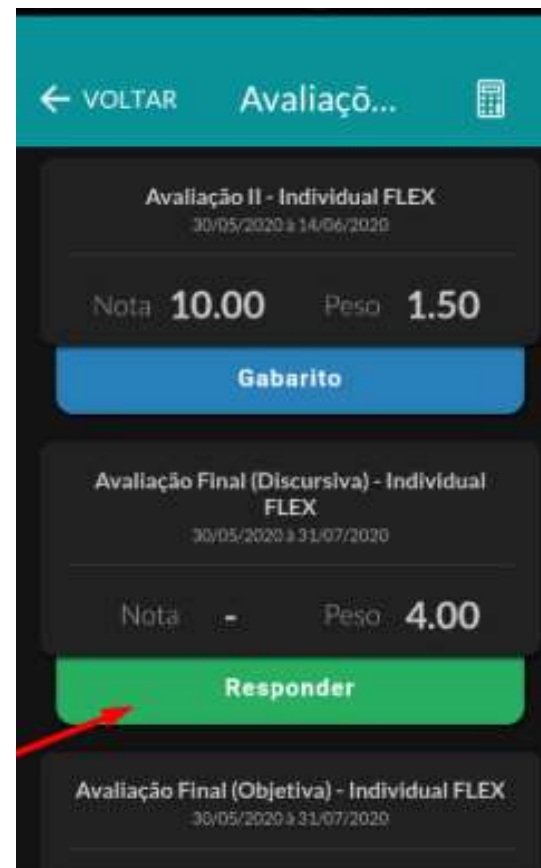 ← VOLTAR Avaliaçõ...
Avaliação II - Individual FLEX
30/05/2020 à 14/06/2020
Nota 10.00 Peso 1.50
Gabarito
Avaliação Final (Discursiva) - Individual
FLEX
30/05/2020 à 31/07/2020
Nota - Peso 4.00
Responder
Avaliação Final (Objetiva) - Individual FLEX
30/05/2020 à 31/07/2020